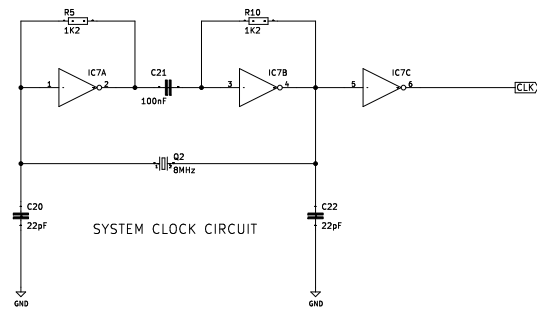 R5
1K2
R10
1K2
IC7A
C21
IC7B
IC7C
1
2
3
4
5
6
CLK
100nF
Q2
8MHz
C20
22pF
C22
22pF
SYSTEM CLOCK CIRCUIT
GND
GND